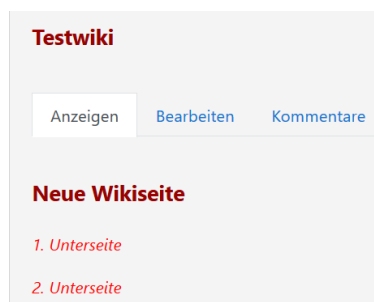 Testwiki
Anzeigen Bearbeiten Kommentare
Neue Wikiseite
1. Unterseite
2. Unterseite